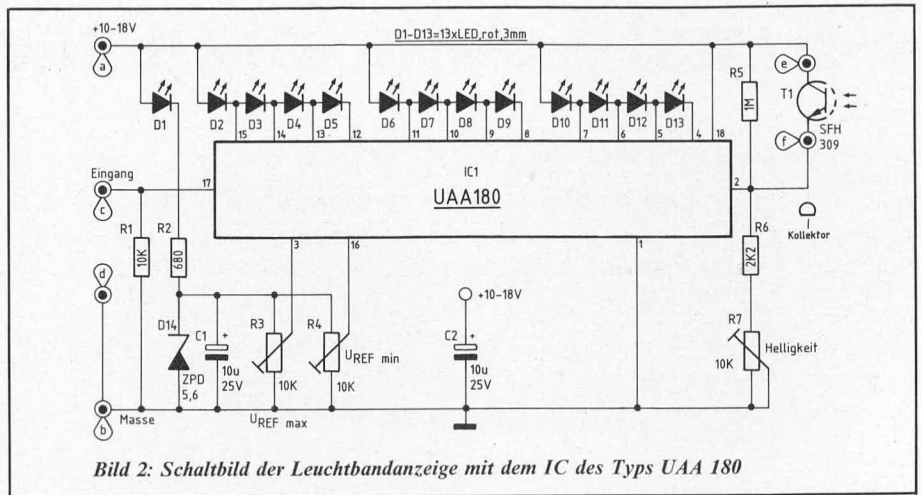 +10-18V
a
D1-D13=13xLED,rot,3mm
e
R5
1M
T1
SFH
309
f
D1
D2
D3
D4
D5
D6
D7
D8
D9
D10
D11
D12
D13
15
14
13
12
11
10
9
8
7
6
5
4
18
Eingang
c
17
IC1
UAA180
2
Kollektor
R1
10K
R2
680
3
16
1
R6
2K2
d
+10-18V
D14
ZPD
5,6
C1
+
10u
25V
R3
10K
R4
10K
UREF min
C2
+
10u
25V
R7
10K
Helligkeit
b
Masse
UREF max
Bild 2: Schaltbild der Leuchtbandanzeige mit dem IC des Typs UAA 180